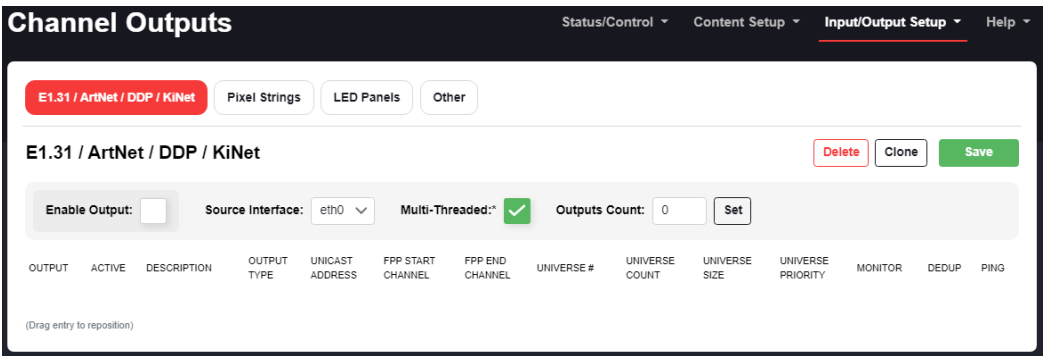 Channel Outputs
Status/Control Content Setup Input/Output Setup Help
E1.31 / ArtNet / DDP / KiNet Pixel Strings LED Panels Other
E1.31 / ArtNet / DDP / KiNet Delete Clone Save
Enable Output: Source Interface: eth0 Multi-Threaded:* Outputs Count: 0 Set
OUTPUT ACTIVE DESCRIPTION OUTPUT TYPE UNICAST ADDRESS FPP START CHANNEL FPP END CHANNEL UNIVERSE # UNIVERSE COUNT UNIVERSE SIZE UNIVERSE PRIORITY MONITOR DEDUP PING
(Drag entry to reposition)